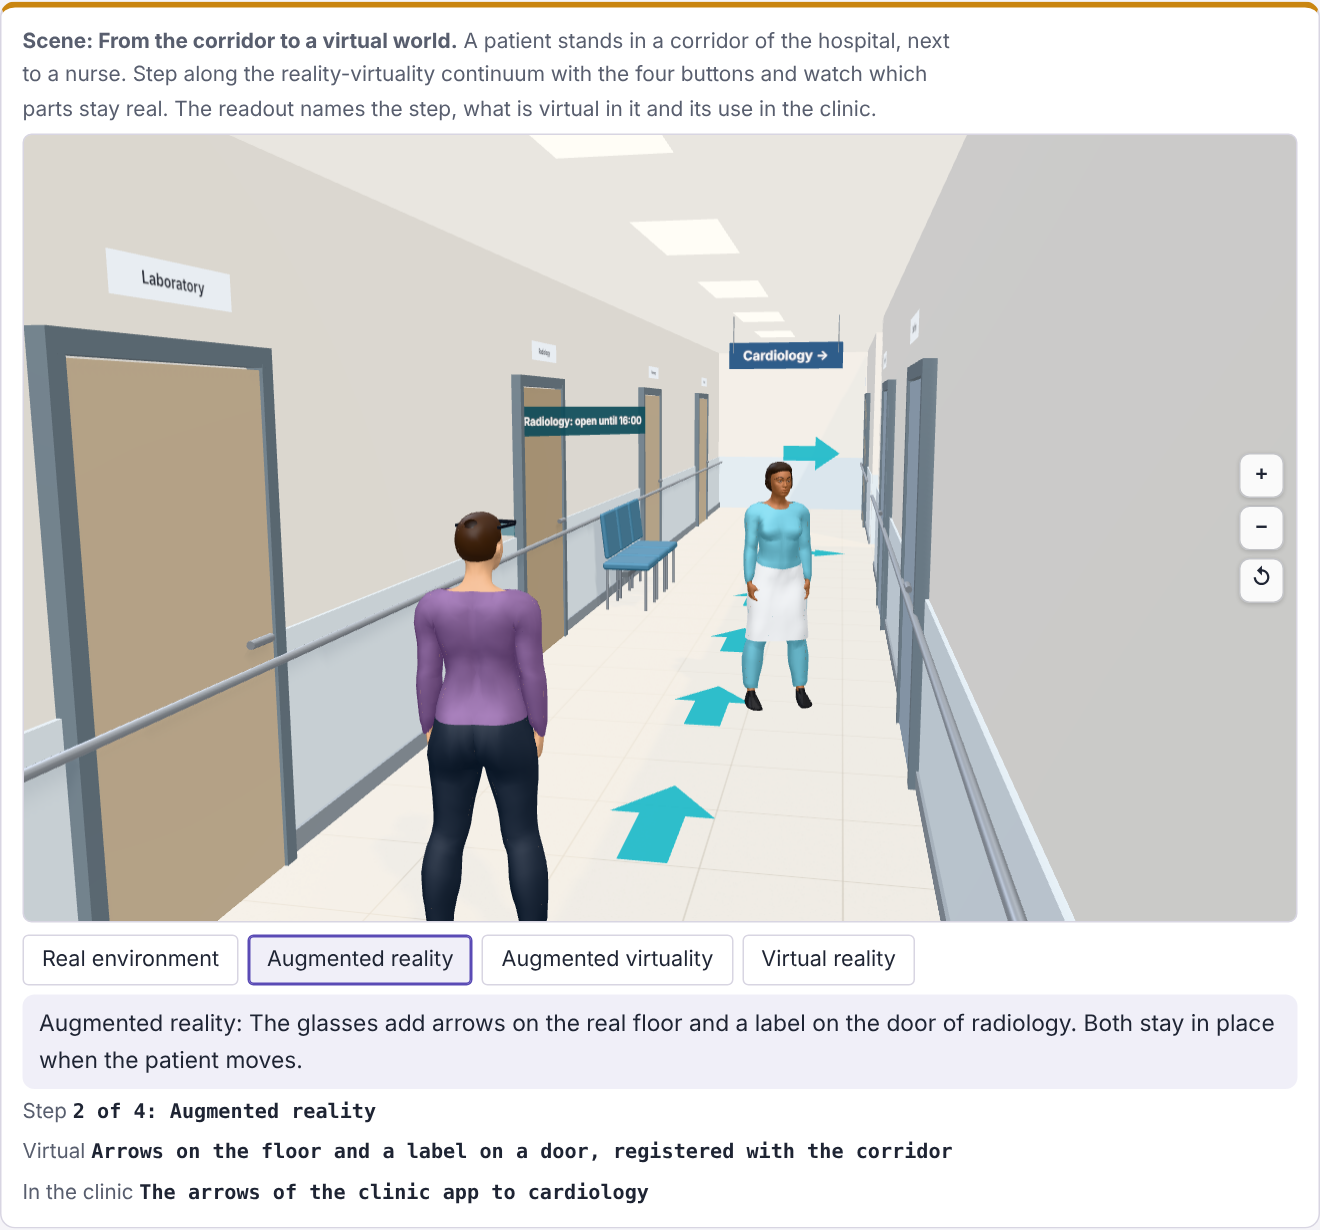 Scene: From the corridor to a virtual world. A patient stands in a corridor of the hospital, next
to a nurse. Step along the reality-virtuality continuum with the four buttons and watch which
parts stay real. The readout names the step, what is virtual in it and its use in the clinic.
Laboratory
Cardiology →
Radiology: open until 16:00
+
−
Real environment
Augmented reality
Augmented virtuality
Virtual reality
Augmented reality: The glasses add arrows on the real floor and a label on the door of radiology. Both stay in place
when the patient moves.
Step 2 of 4: Augmented reality
Virtual Arrows on the floor and a label on a door, registered with the corridor
In the clinic The arrows of the clinic app to cardiology